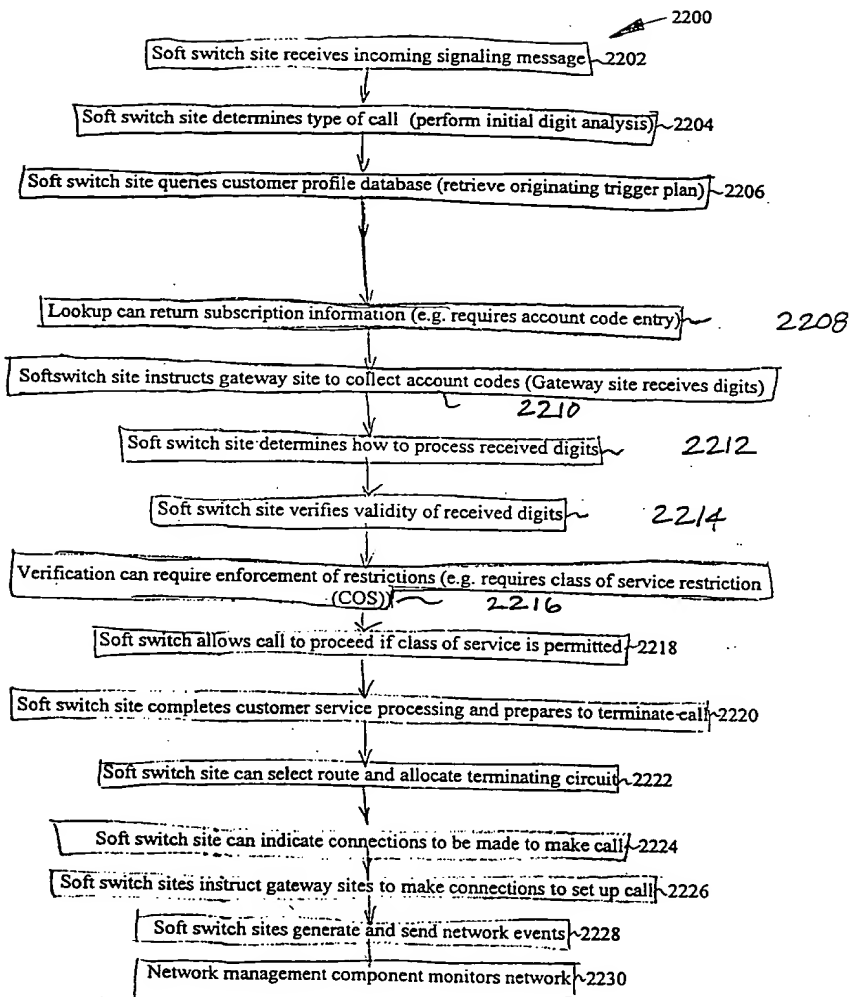 2200
Soft switch site receives incoming signaling message 2202
Soft switch site determines type of call (perform initial digit analysis) 2204
Soft switch site queries customer profile database (retrieve originating trigger plan) 2206
Lookup can return subscription information (e.g. requires account code entry) 2208
Softswitch site instructs gateway site to collect account codes (Gateway site receives digits)
2210
Soft switch site determines how to process received digits 2212
Soft switch site verifies validity of received digits 2214
Verification can require enforcement of restrictions (e.g. requires class of service restriction
(COS)) 2216
Soft switch allows call to proceed if class of service is permitted 2218
Soft switch site completes customer service processing and prepares to terminate call 2220
Soft switch site can select route and allocate terminating circuit 2222
Soft switch site can indicate connections to be made to make call 2224
Soft switch sites instruct gateway sites to make connections to set up call 2226
Soft switch sites generate and send network events 2228
Network management component monitors network 2230